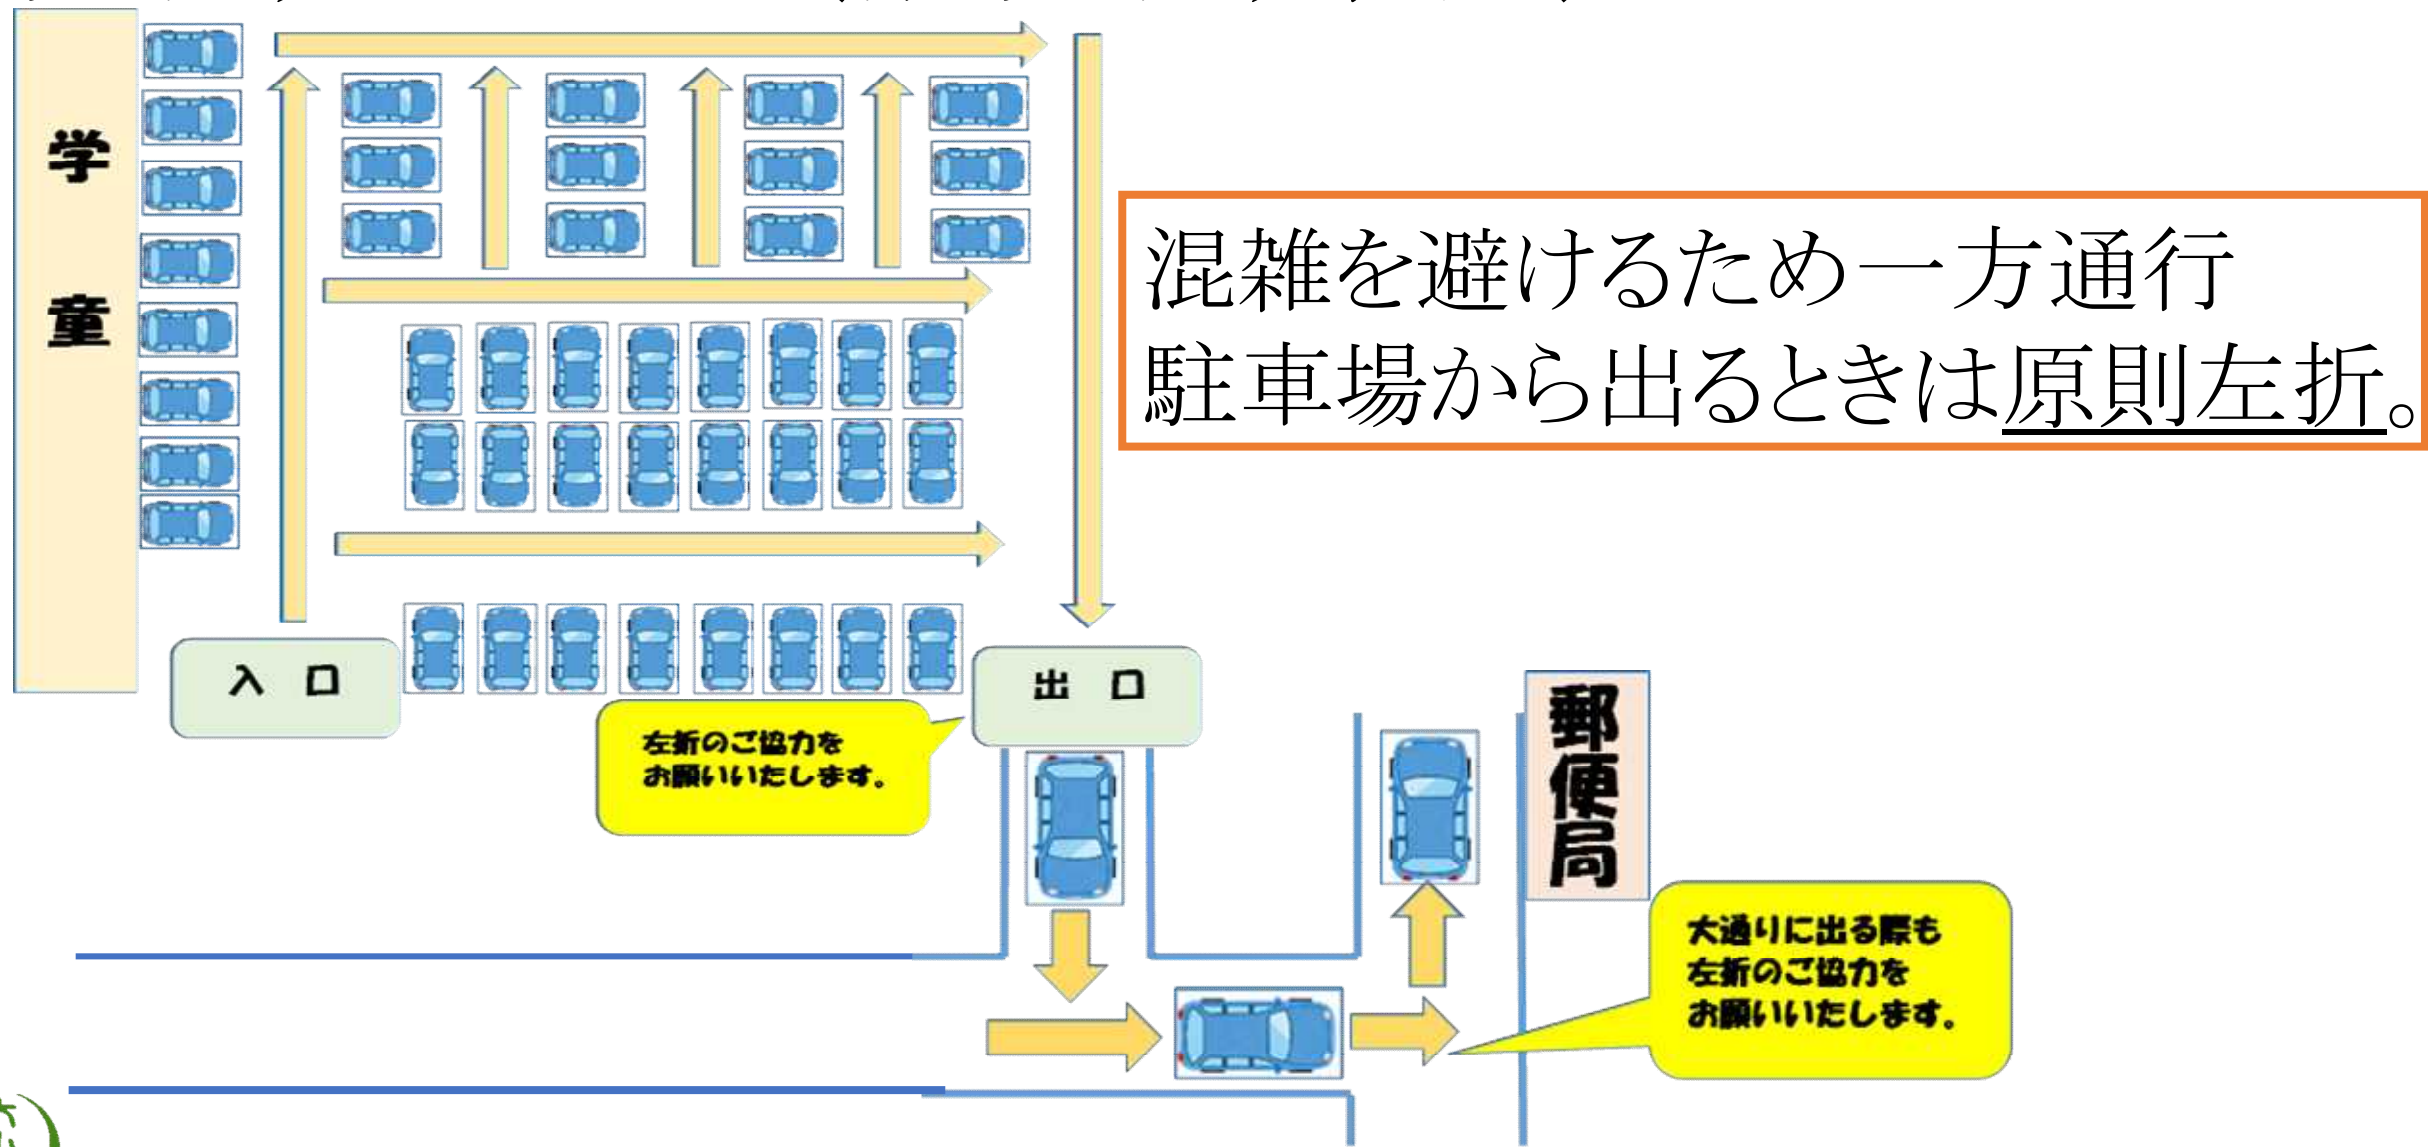 学童
混雑を避けるため一方通行
駐車場から出るときは原則左折。
入口
出口
左折のご協力を
お願いいたします。
郵便局
大通りに出る際も
左折のご協力を
お願いいたします。